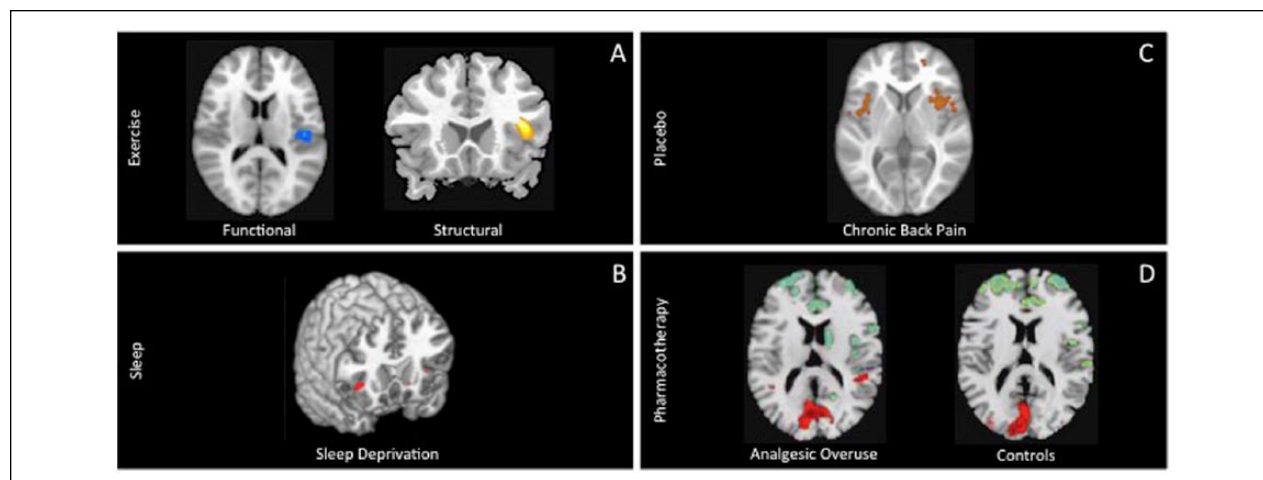 A
Exercise
Functional
Structural
C
Placebo
Chronic Back Pain
B
Sleep
Sleep Deprivation
D
Pharmacotherapy
Analgesic Overuse
Controls